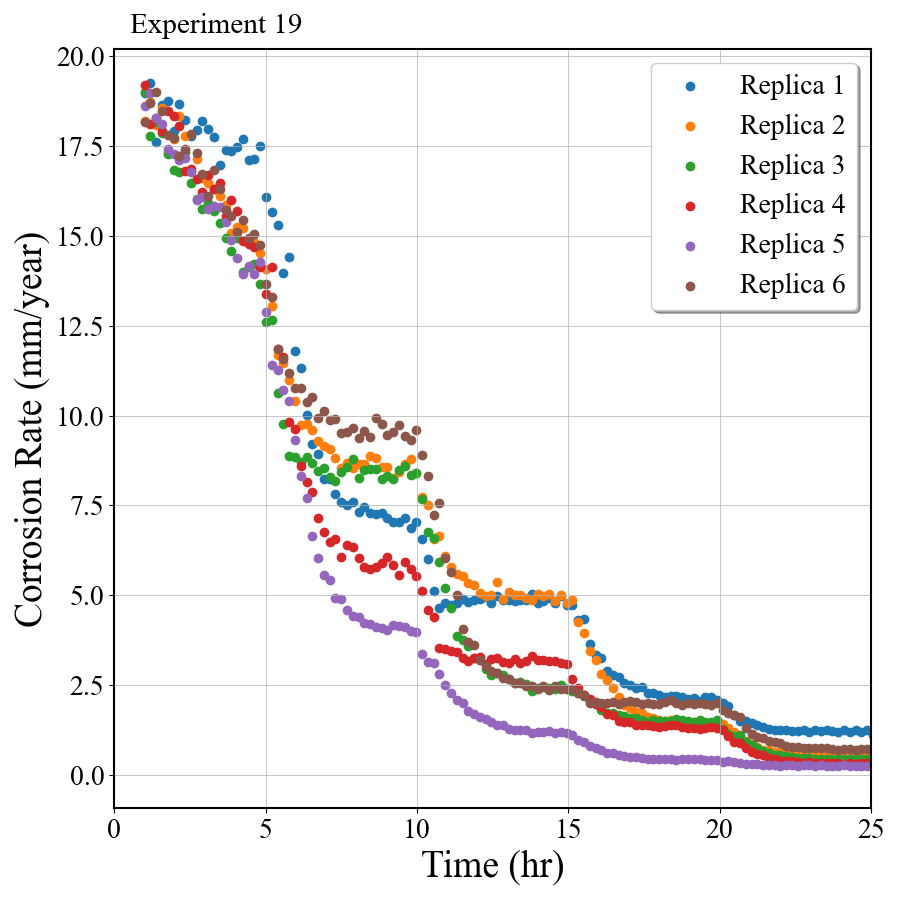 Experiment 19
20.0
17.5
15.0
12.5
10.0
7.5
5.0
2.5
0.0
Corrosion Rate (mm/year)
Replica 1
Replica 2
Replica 3
Replica 4
Replica 5
Replica 6
0 5 10 15 20 25
Time (hr)